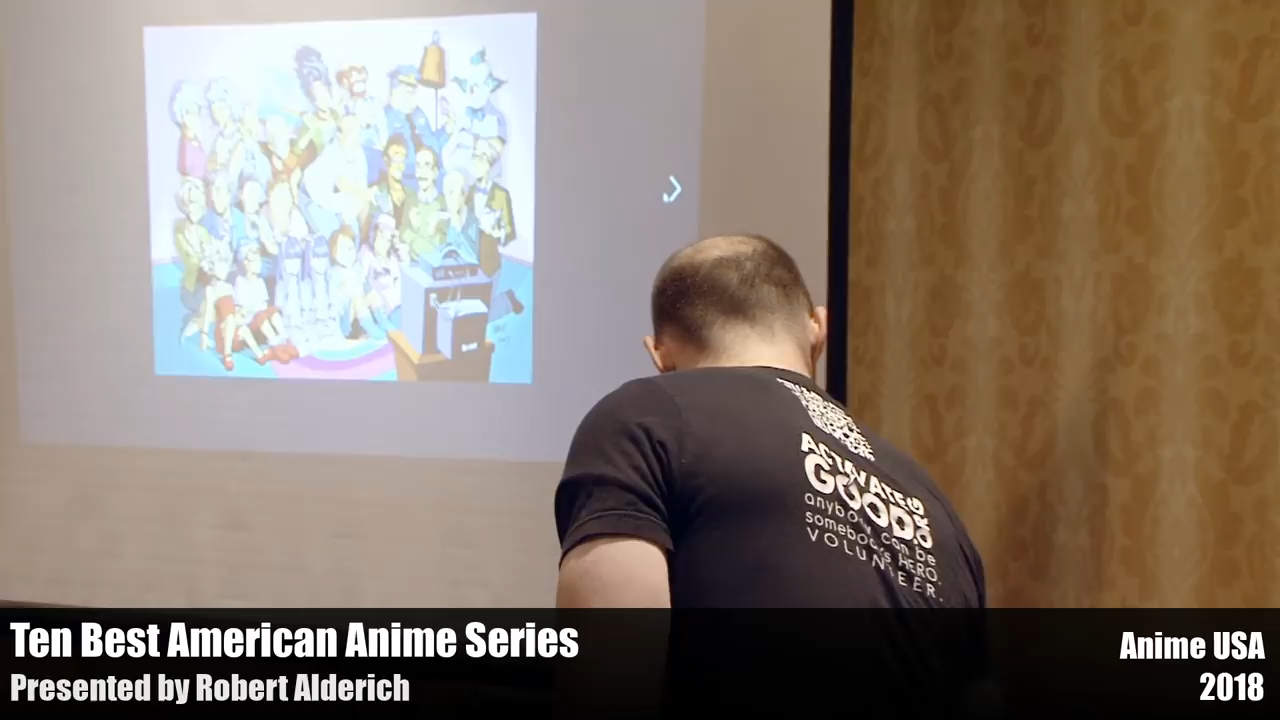 ACTIVATE
GOOD.
anybody can be
somebody's HERO.
VOLUNTEER.
Ten Best American Anime Series
Presented by Robert Alderich
Anime USA
2018